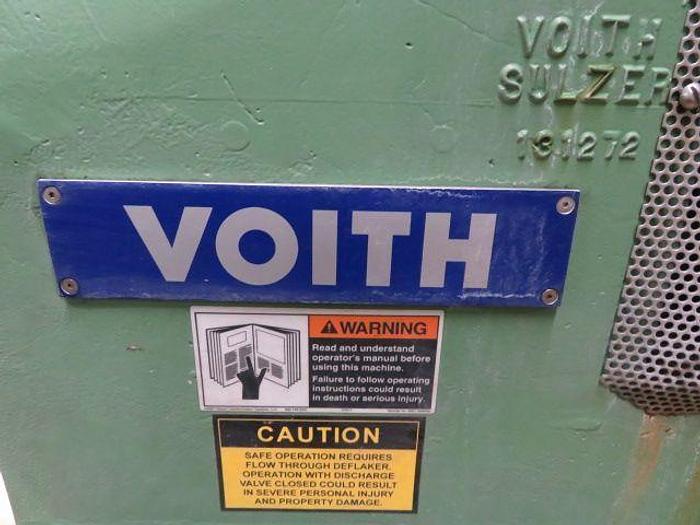 VOITH
SULZER
131272
VOITH
WARNING
Read and understand
operator's manual before
using this machine.
Failure to follow operating
instructions could result
in death or serious injury.
CAUTION
SAFE OPERATION REQUIRES
FLOW THROUGH DEFLAKER.
OPERATION WITH DISCHARGE
VALVE CLOSED COULD RESULT
IN SEVERE PERSONAL INJURY
AND PROPERTY DAMAGE.